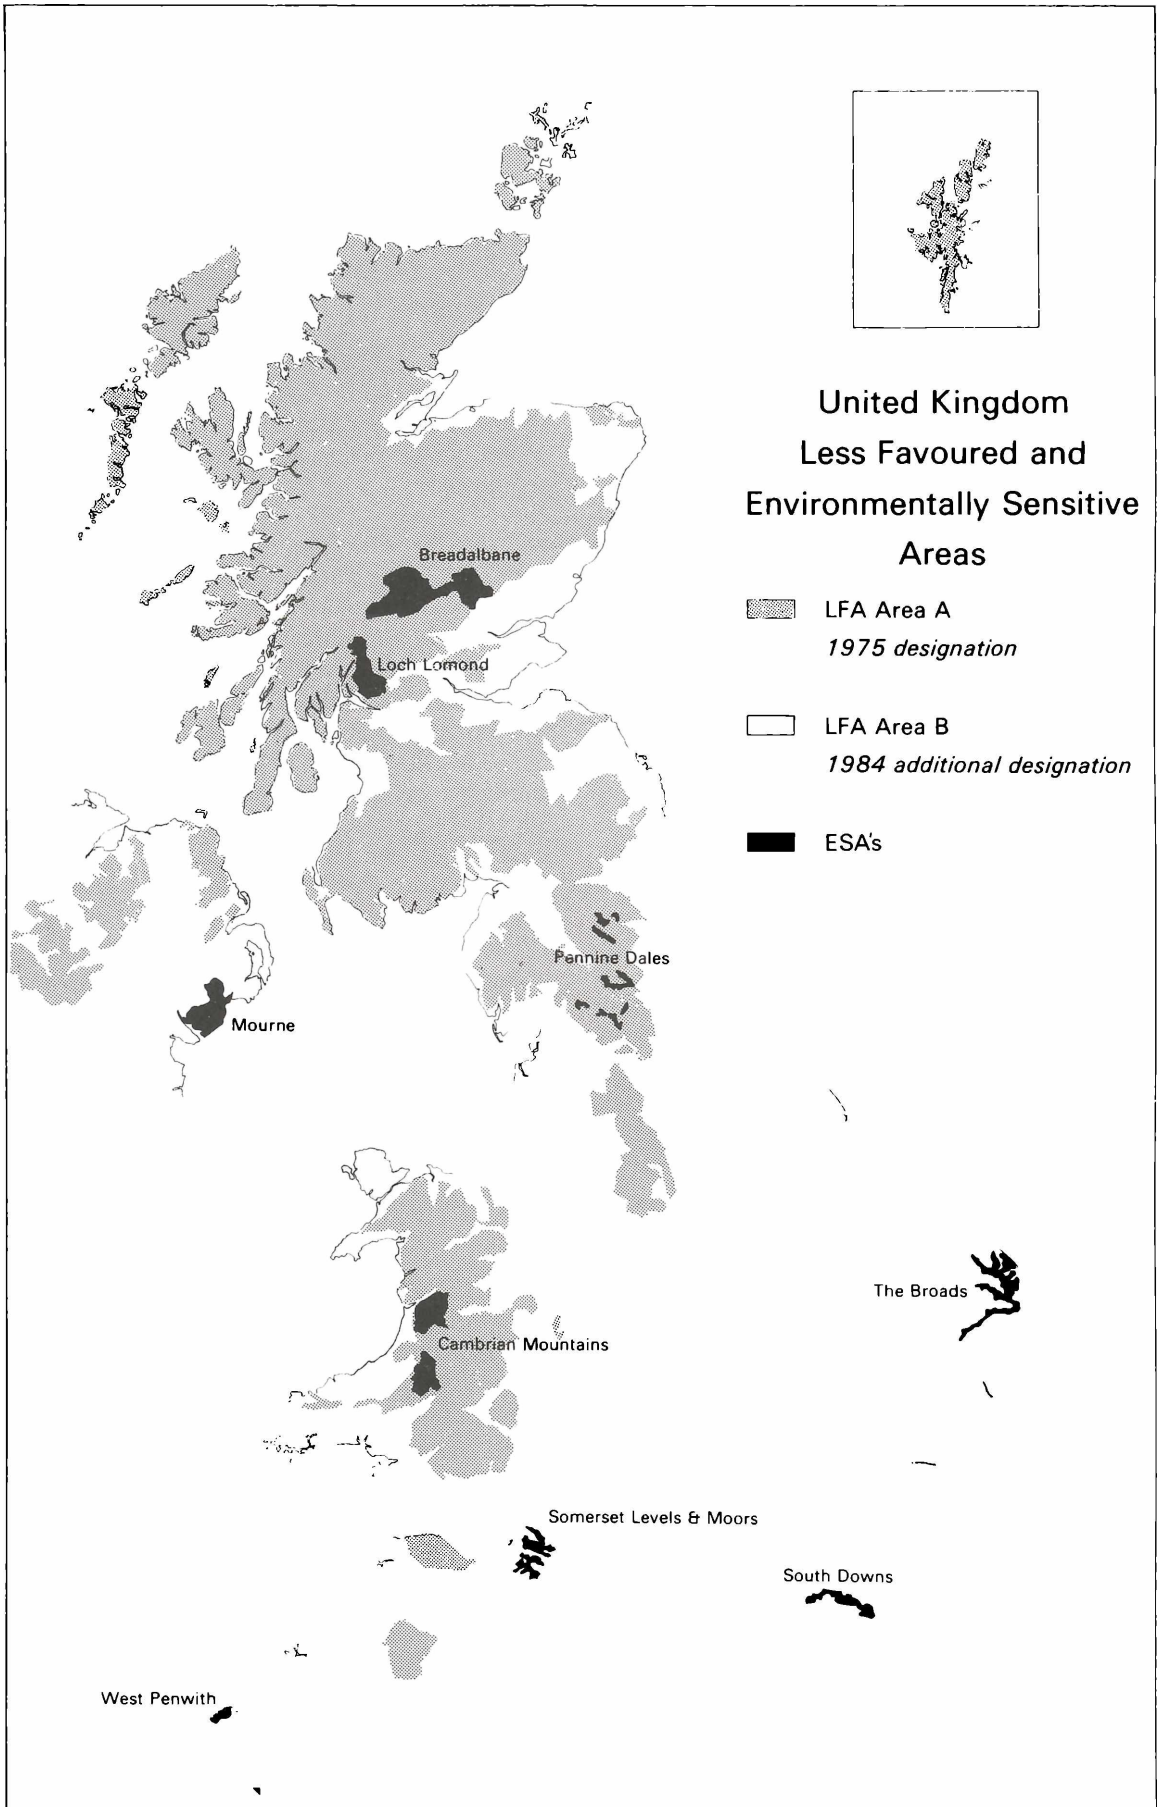 United Kingdom
Less Favoured and
Environmentally Sensitive
Areas
LFA Area A
1975 designation
LFA Area B
1984 additional designation
ESA's
Breadalbane
Loch Lomond
Pennine Dales
Mourne
The Broads
Cambrian Mountains
Somerset Levels & Moors
South Downs
West Penwith